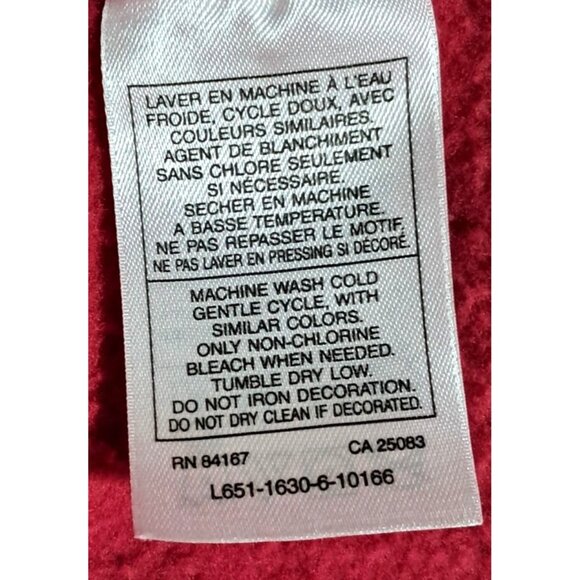 LAVER EN MACHINE À L'EAU
FROIDE, CYCLE DOUX, AVEC
COULEURS SIMILAIRES.
AGENT DE BLANCHIMENT
SANS CHLORE SEULEMENT
SI NÉCESSAIRE.
SECHER EN MACHINE
A BASSE TEMPERATURE.
NE PAS REPASSER LE MOTIF.
NE PAS LAVER EN PRESSING SI DÉCORÉ.
MACHINE WASH COLD
GENTLE CYCLE, WITH
SIMILAR COLORS.
ONLY NON-CHLORINE
BLEACH WHEN NEEDED.
TUMBLE DRY LOW.
DO NOT IRON DECORATION.
DO NOT DRY CLEAN IF DECORATED.
RN 84167 CA 25083
L651-1630-6-10166